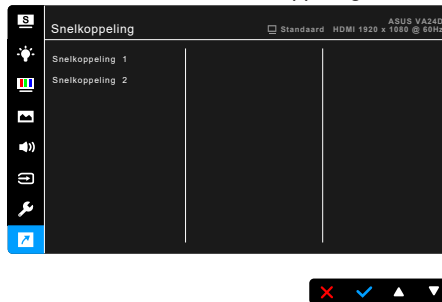 S
ASUS VA24D
Snelkoppeling
Standaard HDMI 1920 x 1080 @ 60Hz
Snelkoppeling 1
Snelkoppeling 2